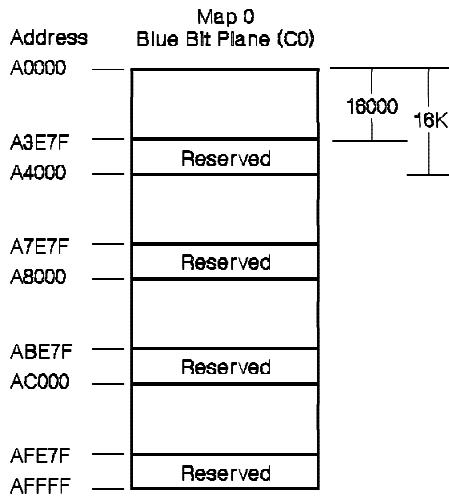 Map 0
Address Blue Bit Plane (C0)
A0000
16000
16K
A3E7F
Reserved
A4000
A7E7F
Reserved
A8000
ABE7F
Reserved
AC000
AFE7F
Reserved
AFFFF